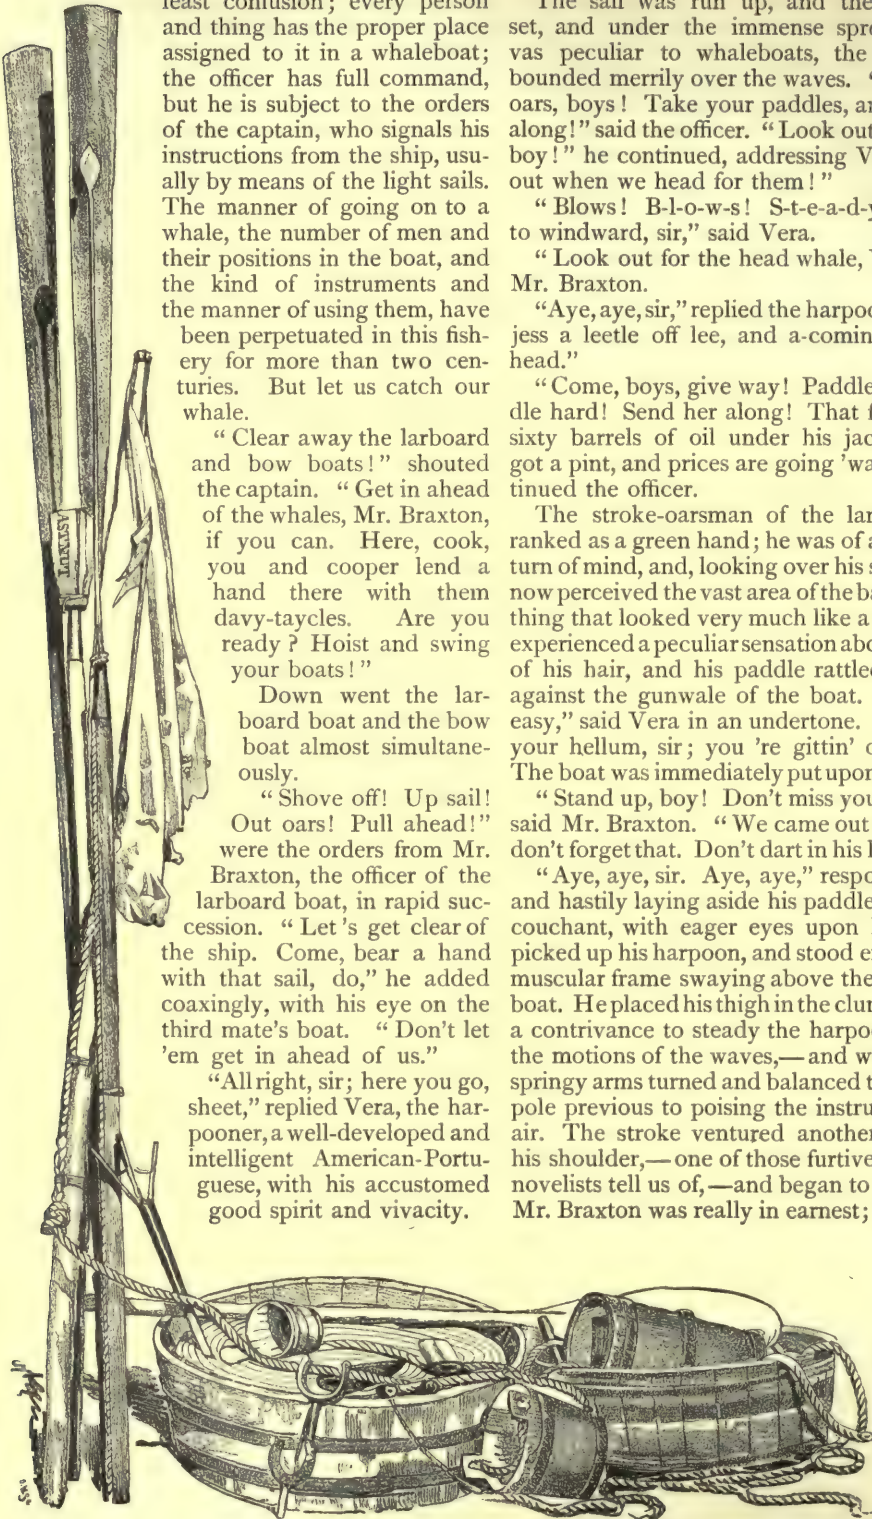 least confusion; every person
and thing has the proper place
assigned to it in a whaleboat;
the officer has full command,
but he is subject to the orders
of the captain, who signals his
instructions from the ship, usu-
ally by means of the light sails.
The manner of going on to a
whale, the number of men and
their positions in the boat, and
the kind of instruments and
the manner of using them, have
been perpetuated in this fish-
ery for more than two cen-
turies. But let us catch our
whale.
“ Clear away the larboard
and bow boats ! ” shouted
the captain. “ Get in ahead
of the whales, Mr. Braxton,
if you can. Here, cook,
you and cooper lend a
hand there with them
davy-taycles. Are you
ready ? Hoist and swing
your boats ! ”
Down went the lar-
board boat and the bow
boat almost simultane-
ously.
“ Shove off! Up sail!
Out oars! Pull ahead!”
were the orders from Mr.
Braxton, the officer of the
larboard boat, in rapid suc-
cession. “ Let 's get clear of
the ship. Come, bear a hand
with that sail, do,” he added
coaxingly, with his eye on the
third mate's boat. “ Don't let
'em get in ahead of us.”
“All right, sir; here you go,
sheet,” replied Vera, the har-
pooner, a well-developed and
intelligent American-Portu-
guese, with his accustomed
good spirit and vivacity.
The sail was run up, and the
set, and under the immense spre
vas peculiar to whaleboats, the
bounded merrily over the waves.
oars, boys ! Take your paddles, a
along!” said the officer. “ Look out
boy ! ” he continued, addressing V
out when we head for them ! ”
“ Blows ! B-l-o-w-s ! S-t-e-a-d-y
to windward, sir,” said Vera.
“ Look out for the head whale,
Mr. Braxton.
“Aye, aye, sir,” replied the harpoo
jess a leetle off lee, and a-comin
head.”
“ Come, boys, give way! Paddle
dle hard! Send her along! That
sixty barrels of oil under his jac
got a pint, and prices are going 'wa
tinued the officer.
The stroke-oarsman of the lar
ranked as a green hand; he was of a
turn of mind, and, looking over his s
now perceived the vast area of the ba
thing that looked very much like a
experienced a peculiar sensation abo
of his hair, and his paddle rattled
against the gunwale of the boat.
easy,” said Vera in an undertone.
your hellum, sir; you 're gittin' o
The boat was immediately put upon
“ Stand up, boy! Don't miss you
said Mr. Braxton. “ We came out
don't forget that. Don't dart in his
“Aye, aye, sir. Aye, aye,” respo
and hastily laying aside his paddle
couchant, with eager eyes upon
picked up his harpoon, and stood e
muscular frame swaying above the
boat. He placed his thigh in the clum
a contrivance to steady the harpoo
the motions of the waves,— and w
springy arms turned and balanced t
pole previous to poising the instru
air. The stroke ventured another
his shoulder,— one of those furtive
novelists tell us of, —and began to
Mr. Braxton was really in earnest;